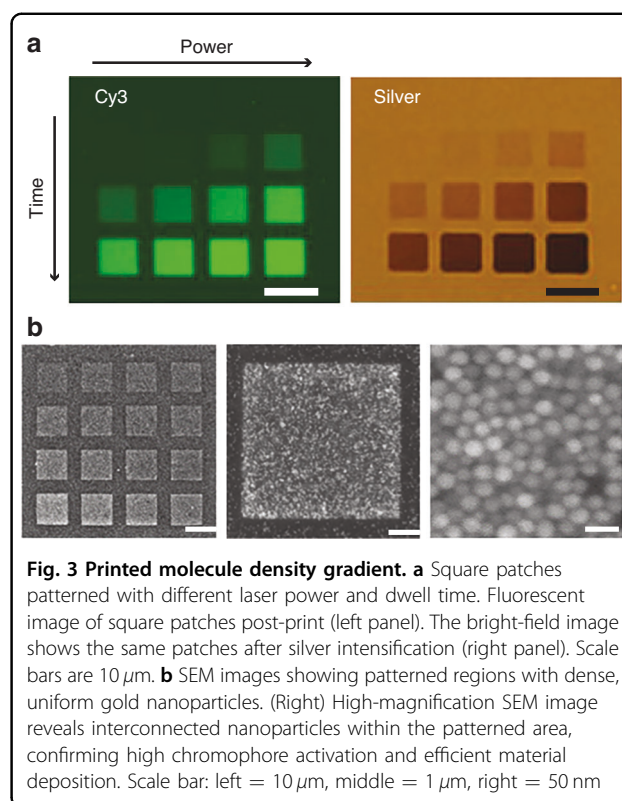 a
Power
Time
Cy3
Silver
b
Fig. 3 Printed molecule density gradient. a Square patches
patterned with different laser power and dwell time. Fluorescent
image of square patches post-print (left panel). The bright-field image
shows the same patches after silver intensification (right panel). Scale
bars are 10 μm. b SEM images showing patterned regions with dense,
uniform gold nanoparticles. (Right) High-magnification SEM image
reveals interconnected nanoparticles within the patterned area,
confirming high chromophore activation and efficient material
deposition. Scale bar: left = 10 μm, middle = 1 μm, right = 50 nm